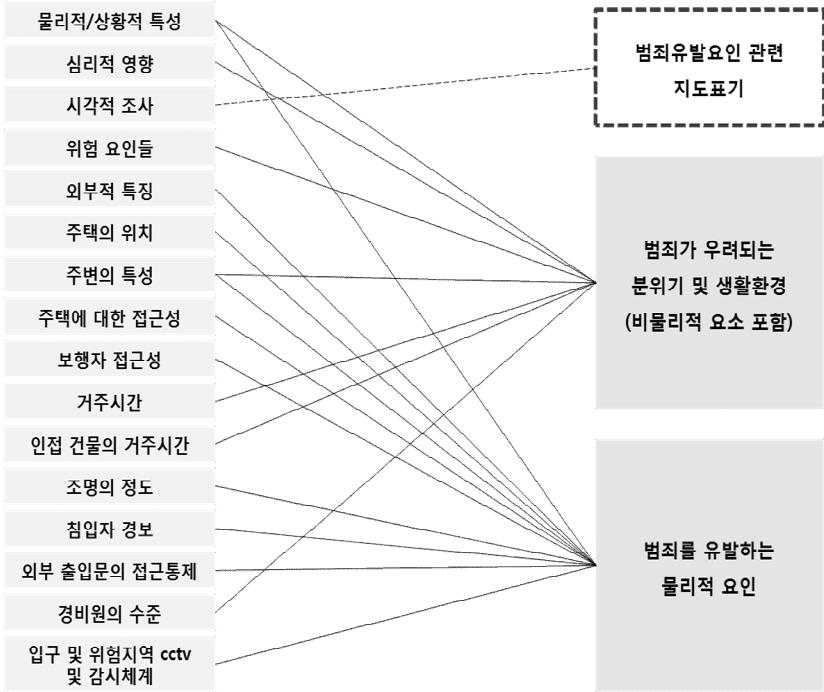 물리적/상황적 특성
심리적 영향
시각적 조사
위험 요인들
외부적 특징
주택의 위치
주변의 특성
주택에 대한 접근성
보행자 접근성
거주시간
인접 건물의 거주시간
조명의 정도
침입자 경보
외부 출입문의 접근통제
경비원의 수준
입구 및 위험지역 cctv
및 감시체계
범죄유발요인 관련
지도표기
범죄가 우려되는
분위기 및 생활환경
(비물리적 요소 포함)
범죄를 유발하는
물리적 요인